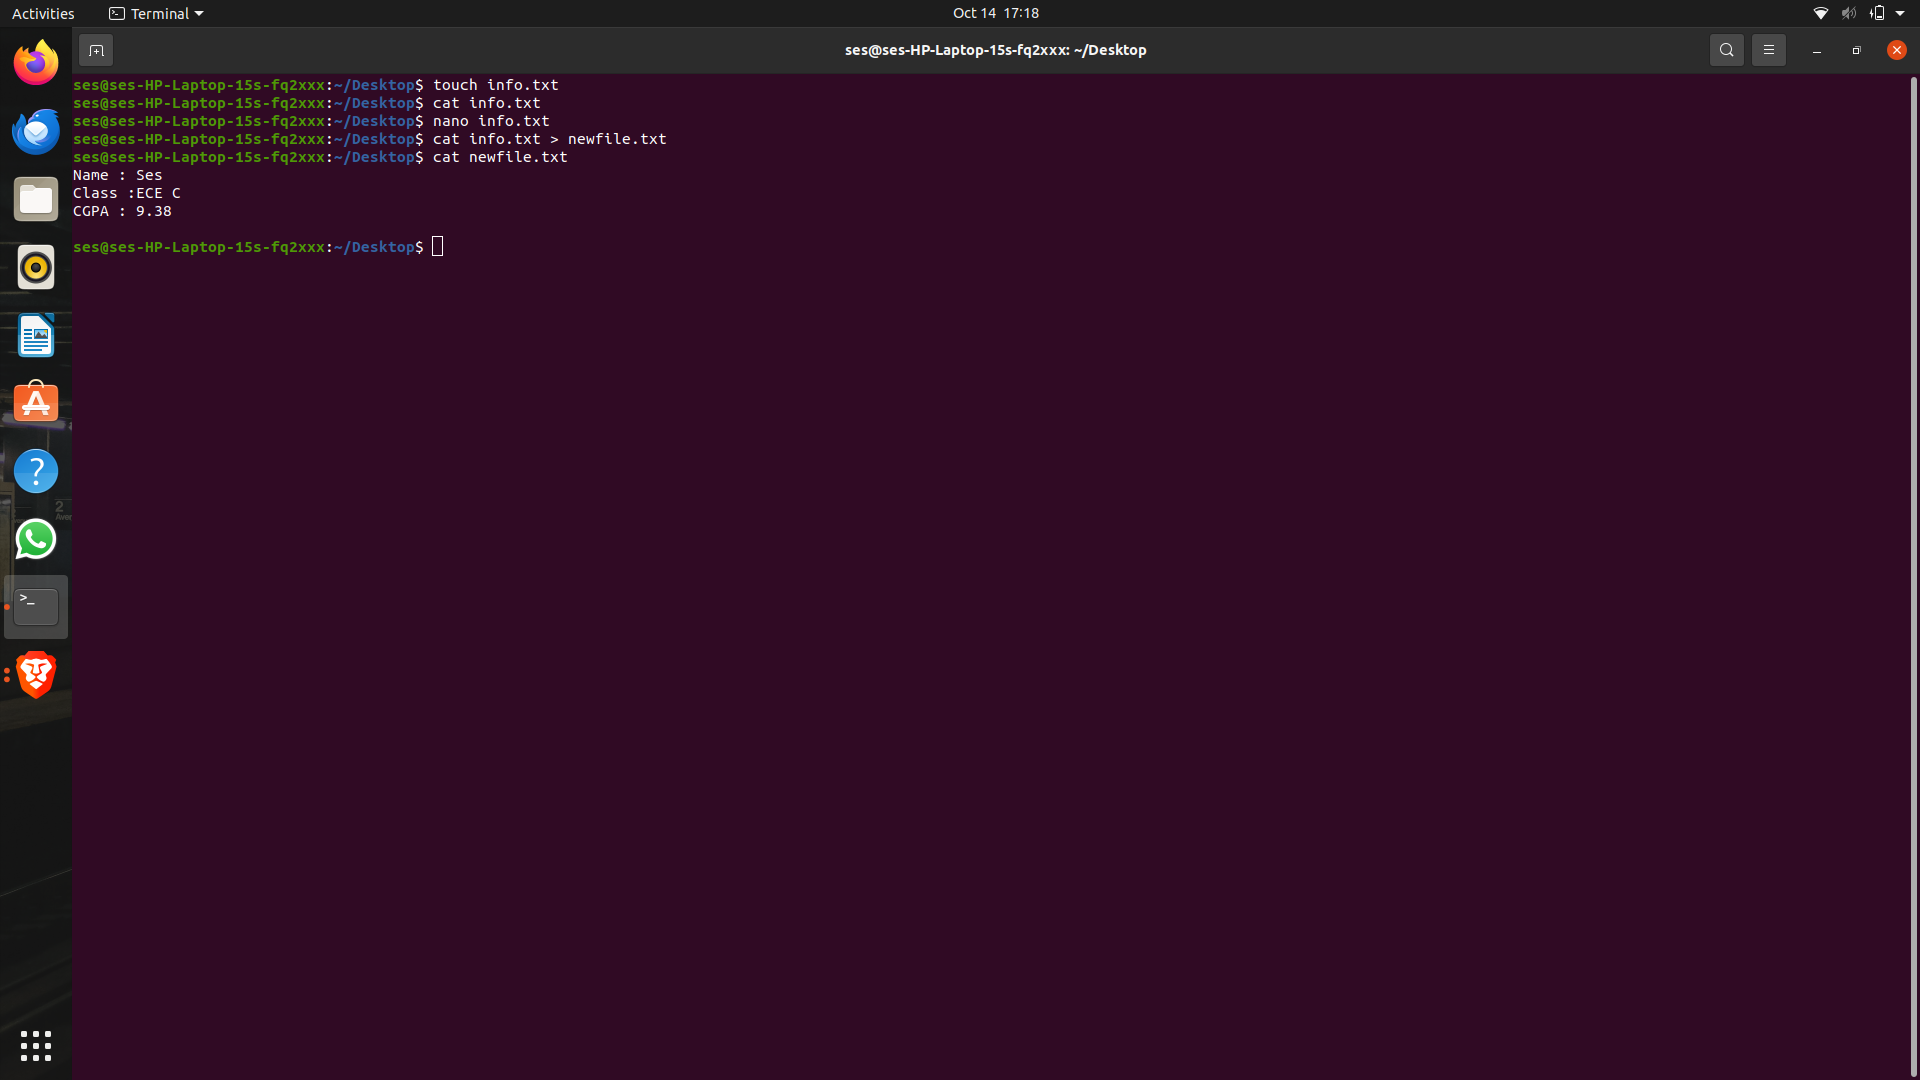 Activities
Terminal
Oct 14 17:18
ses@ses-HP-Laptop-15s-fq2xxx: ~/Desktop
ses@ses-HP-Laptop-15s-fq2xxx:~/Desktop$ touch info.txt
ses@ses-HP-Laptop-15s-fq2xxx:~/Desktop$ cat info.txt
ses@ses-HP-Laptop-15s-fq2xxx:~/Desktop$ nano info.txt
ses@ses-HP-Laptop-15s-fq2xxx:~/Desktop$ cat info.txt > newfile.txt
ses@ses-HP-Laptop-15s-fq2xxx:~/Desktop$ cat newfile.txt
Name : Ses
Class :ECE C
CGPA : 9.38
ses@ses-HP-Laptop-15s-fq2xxx:~/Desktop$
2